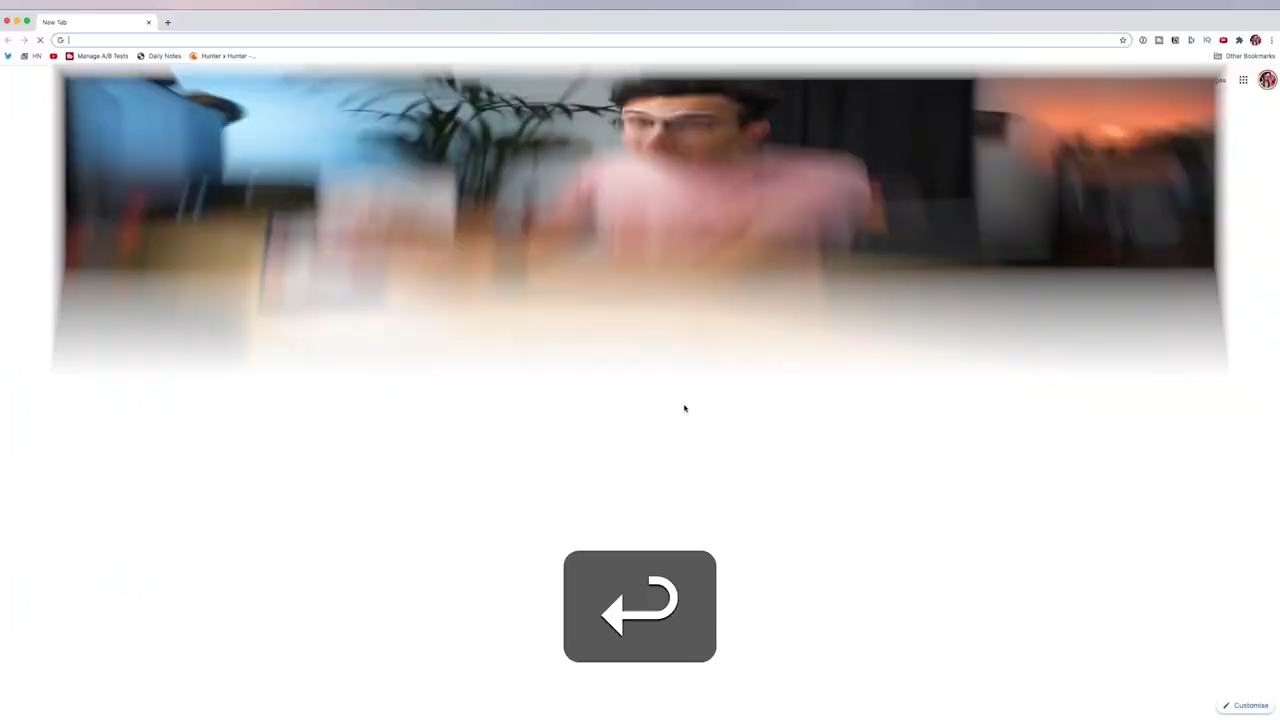 New Tab
HN
Manage A/B Tests
Daily Notes
Hunter x Hunter -...
Other Bookmarks
Customise